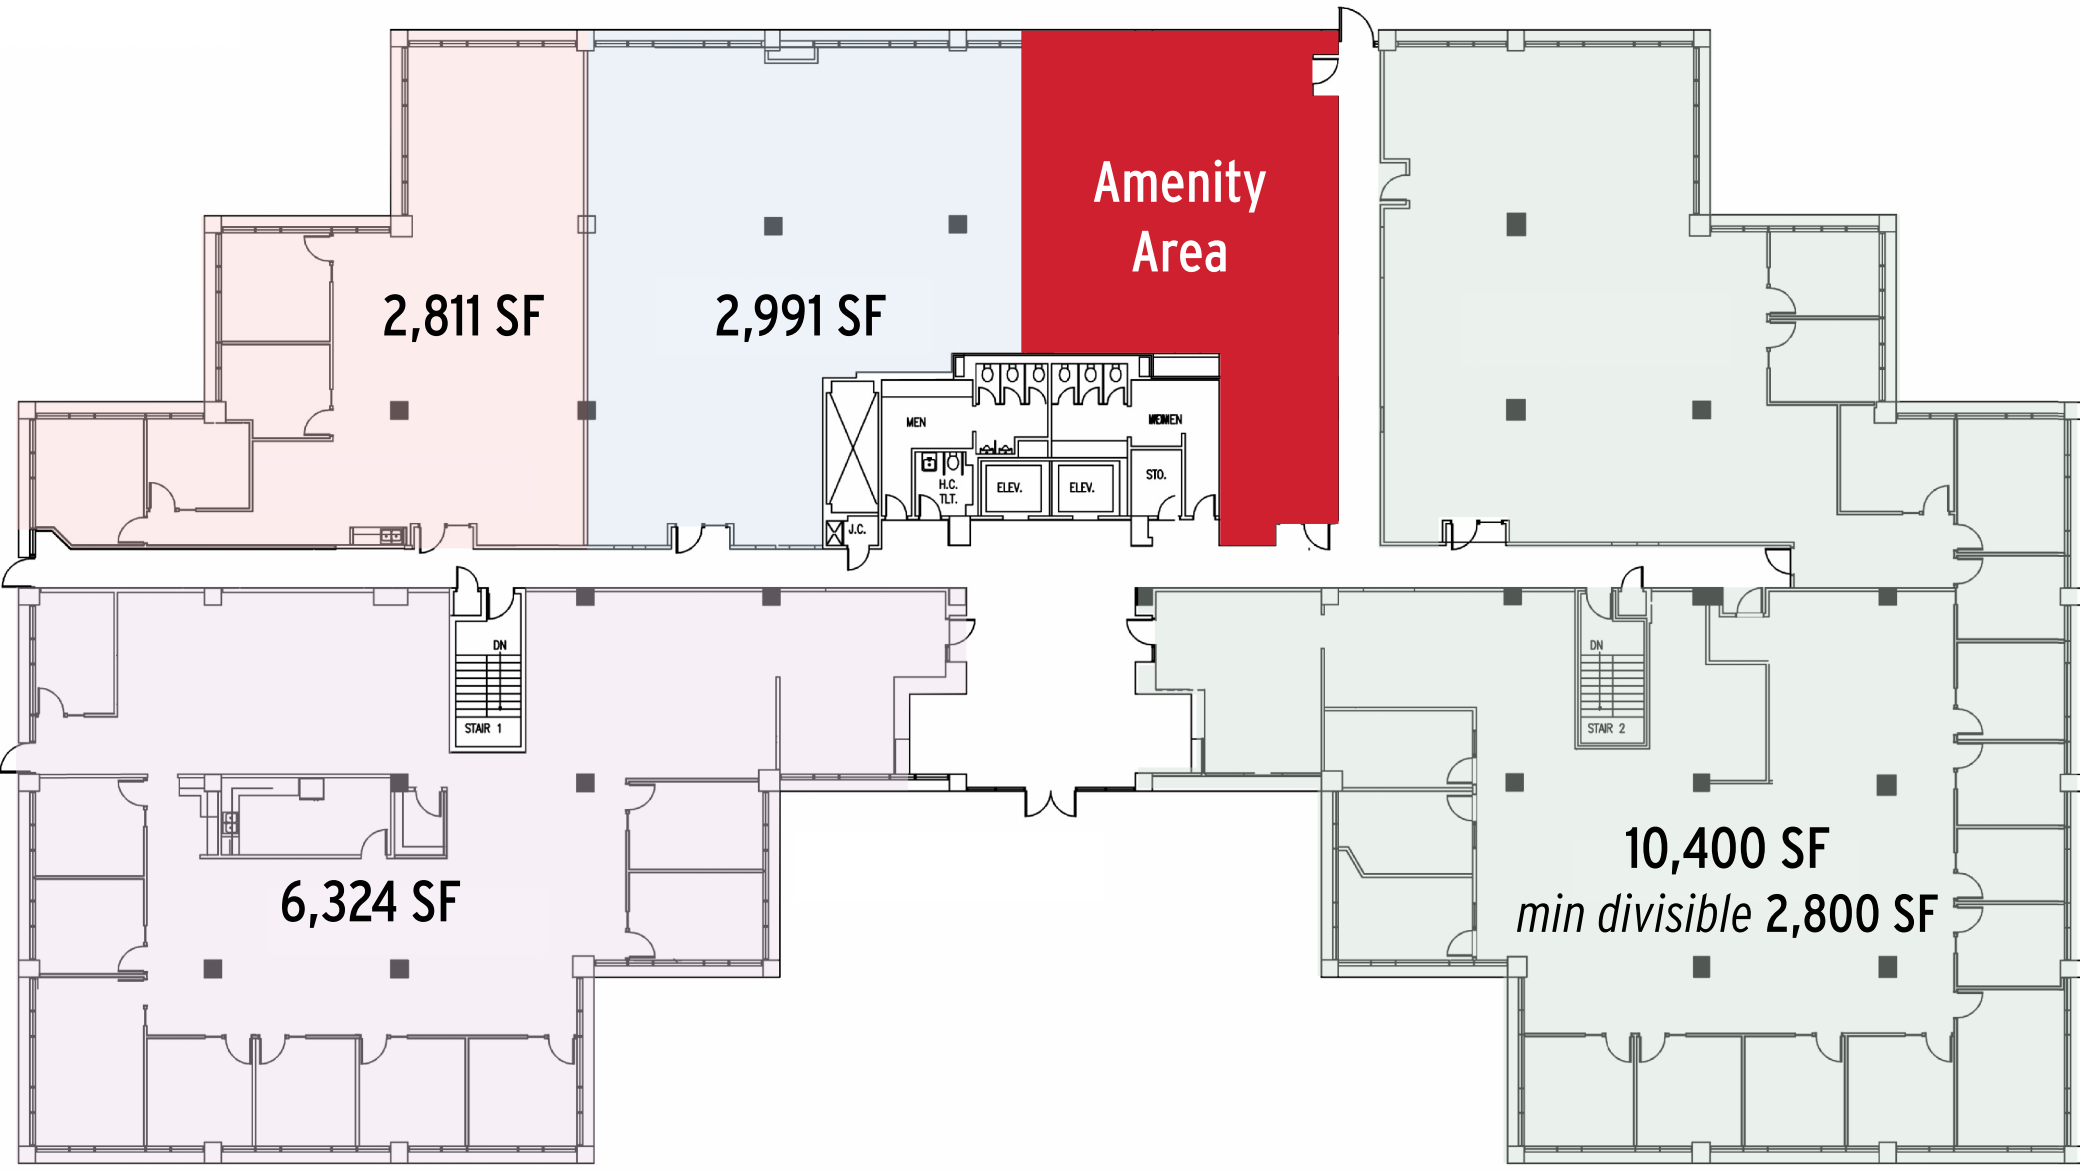 Amenity
Area
2,811 SF
2,991 SF
MEN
H.C.
TLT.
ELEV.
ELEV.
STO.
J.C.
DN
STAIR 1
DN
STAIR 2
6,324 SF
10,400 SF
min divisible 2,800 SF